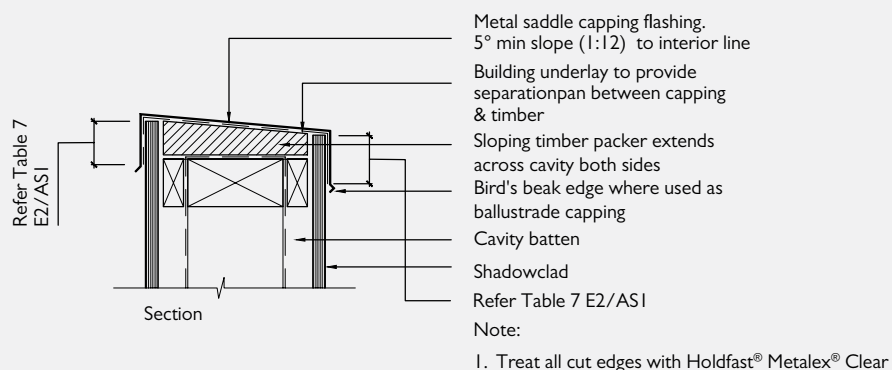 Metal saddle capping flashing.
5° min slope (1:12) to interior line
Building underlay to provide
separationpan between capping
& timber
Sloping timber packer extends
across cavity both sides
Bird's beak edge where used as
ballustrade capping
Cavity batten
Shadowclad
Refer Table 7 E2/AS1
Note:
1. Treat all cut edges with Holdfast® Metalex® Clear
Refer Table 7
E2/AS1
Section